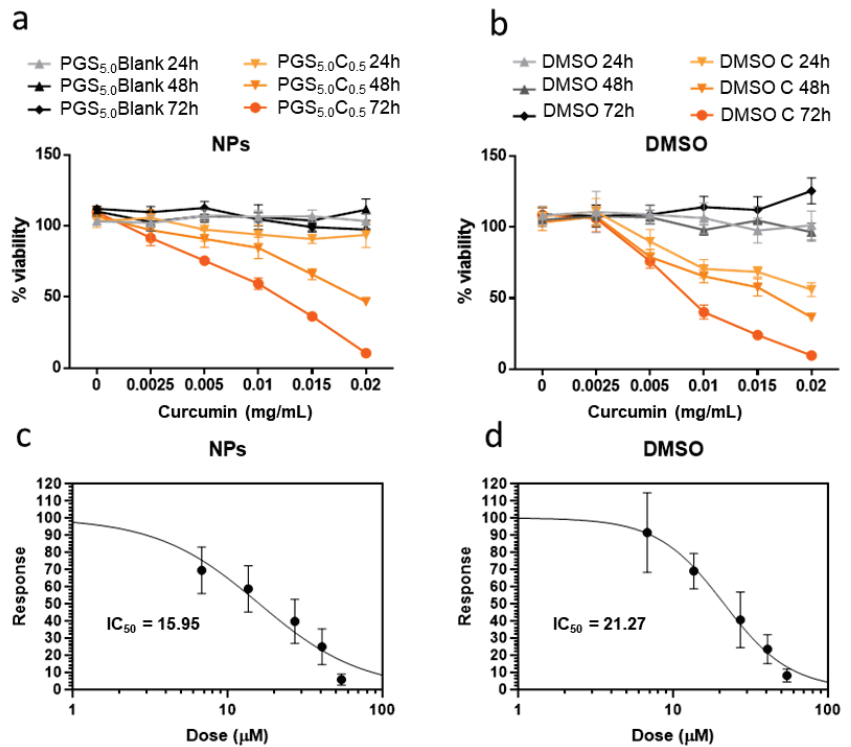 a
PGS5.0Blank 24h
PGS5.0Blank 48h
PGS5.0Blank 72h
PGS5.0C0.5 24h
PGS5.0C0.5 48h
PGS5.0C0.5 72h
NPs
% viability
150
100
50
0
0 0.0025 0.005 0.01 0.015 0.02
Curcumin (mg/mL)
b
DMSO 24h
DMSO 48h
DMSO 72h
DMSO C 24h
DMSO C 48h
DMSO C 72h
DMSO
% viability
150
100
50
0
0 0.0025 0.005 0.01 0.015 0.02
Curcumin (mg/mL)
c
NPs
Response
120
110
100
90
80
70
60
50
40
30
20
10
0
IC50 = 15.95
1 10 100
Dose (µM)
d
DMSO
Response
120
110
100
90
80
70
60
50
40
30
20
10
0
IC50 = 21.27
1 10 100
Dose (µM)